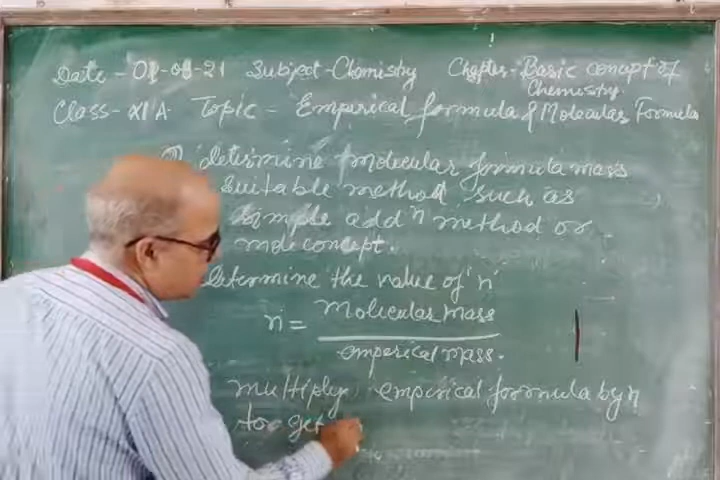 Date - 01-09-21 Subject-Chemistry Chapter-Basic concept of
Chemistry.
Class-XI A. Topic = Emperical formula & Molecular Formula
determine molecular formula mass
Suitable method such as
Simple addⁿ method or
mole concept.
Determine the value of 'n'
n = Molecular Mass
emperical mass.
multiply emperical formula by n
to get